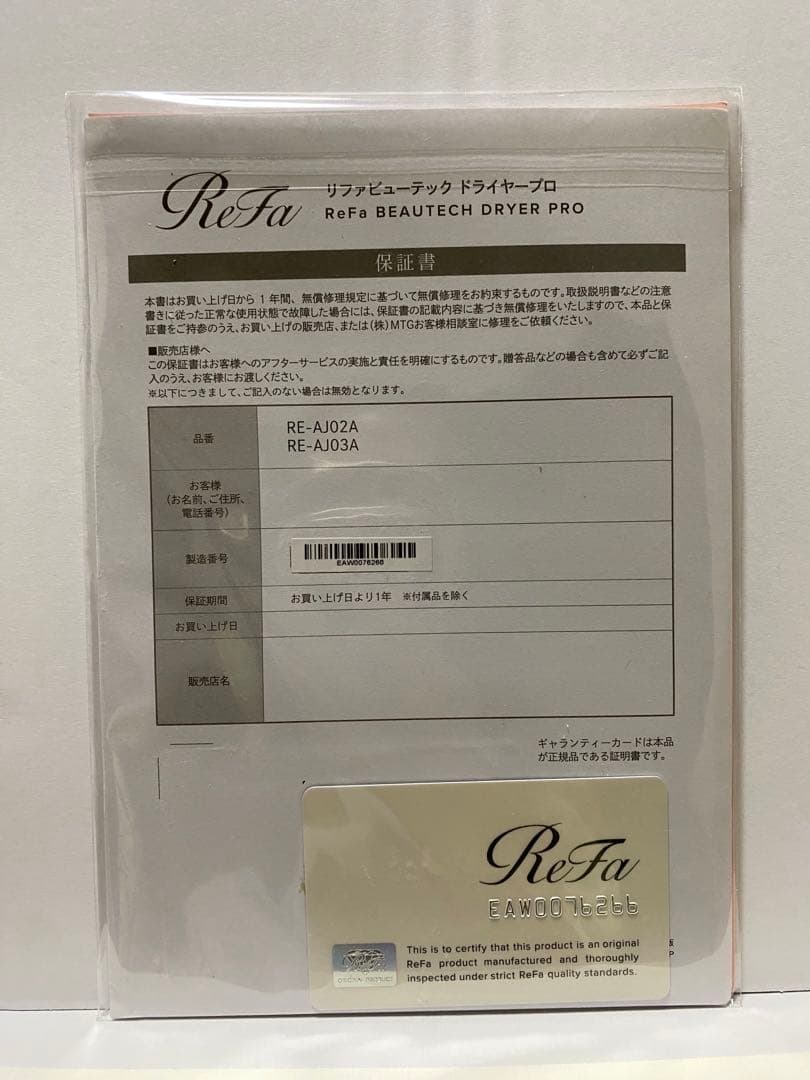 ReFa
リファビューテック ドライヤープロ
ReFa BEAUTECH DRYER PRO
保証書
本書はお買い上げ日から 1 年間、無償修理規定に基づいて無償修理をお約束するものです。取扱説明書などの注意
書きに従った正常な使用状態で故障した場合には、保証書の記載内容に基づき無償修理をいたしますので、本品と保
証書をご持参のうえ、お買い上げの販売店、または(株)MTGお客様相談室に修理をご依頼ください。
■販売店様へ
この保証書はお客様へのアフターサービスの実施と責任を明確にするものです。贈答品などの場合も含めて必ずご記
入のうえ、お客様にお渡しください。
※以下につきまして、ご記入のない場合は無効となります。
品番
RE-AJ02A
RE-AJ03A
お客様
(お名前、ご住所、
電話番号)
製造番号
EAW0076266
保証期間
お買い上げ日より1年 ※付属品を除く
お買い上げ日
販売店名
ギャランティーカードは本品
が正規品である証明書です。
ReFa
EAW0076266
This is to certify that this product is an original
ReFa product manufactured and thoroughly
inspected under strict ReFa quality standards.
ORIGINAL PRODUCT
版
P